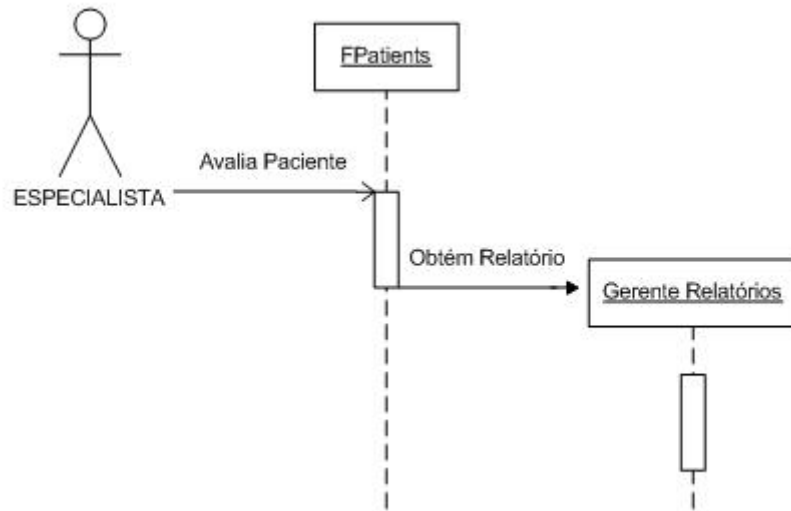 FPatients
Avalia Paciente
ESPECIALISTA
Obtém Relatório
Gerente Relatórios